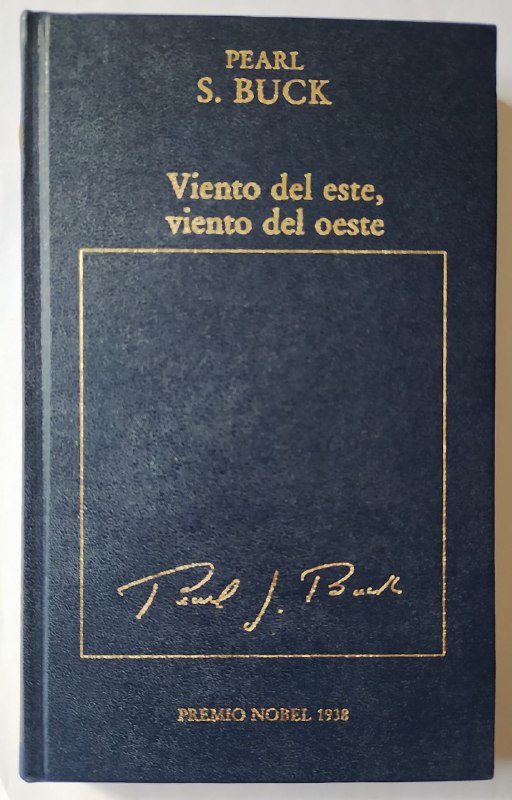 PEARL
S. BUCK
Viento del este,
viento del oeste
Pearl S. Buck
PREMIO NOBEL 1938